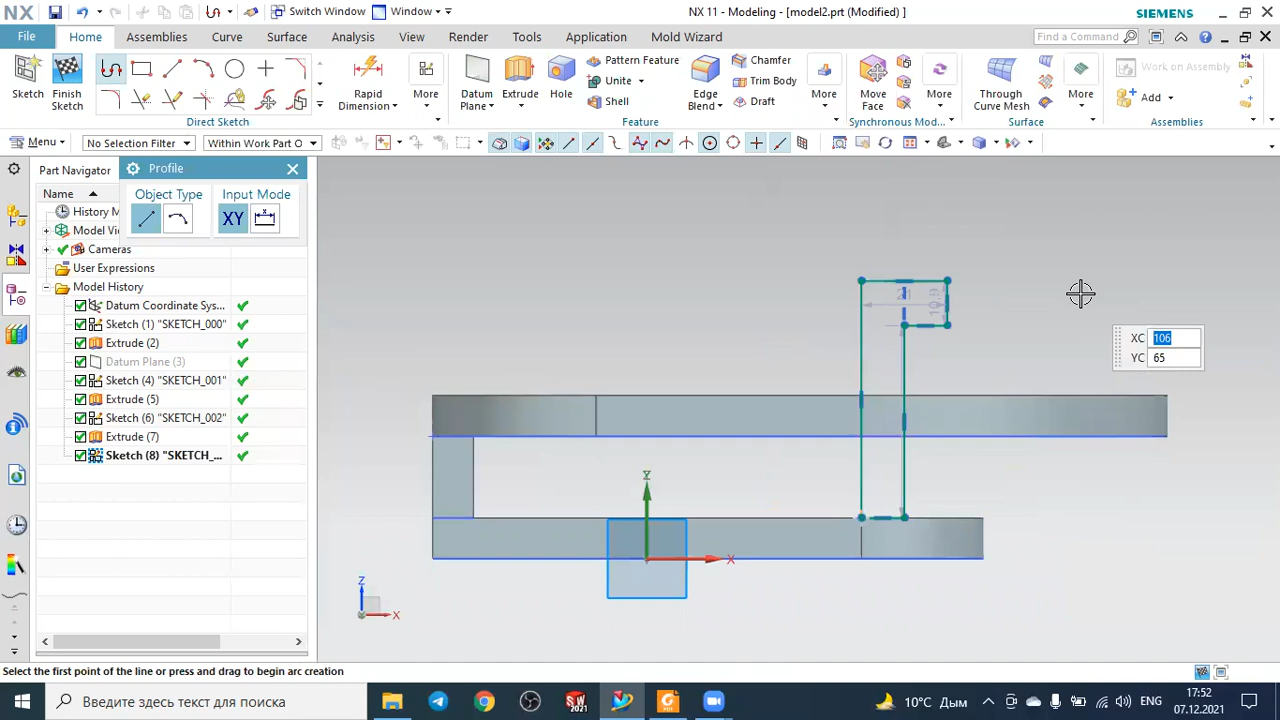 NX
Switch Window
Window
NX 11 - Modeling - [model2.prt (Modified) ]
SIEMENS
File
Home
Assemblies
Curve
Surface
Analysis
View
Render
Tools
Application
Mold Wizard
Find a Command
Sketch
Finish Sketch
Rapid Dimension
More
Direct Sketch
Datum Plane
Extrude
Hole
Pattern Feature
Unite
Shell
Edge Blend
Chamfer
Trim Body
Draft
More
Feature
Move Face
More
Synchronous Mod...
Through Curve Mesh
More
Surface
Work on Assembly
Add
Assemblies
Menu
No Selection Filter
Within Work Part O
Part Navigator
Name
Profile
Object Type
Input Mode
XY
History M
Model Vie
Cameras
User Expressions
Model History
Datum Coordinate Sys...
Sketch (1) "SKETCH_000"
Extrude (2)
Datum Plane (3)
Sketch (4) "SKETCH_001"
Extrude (5)
Sketch (6) "SKETCH_002"
Extrude (7)
Sketch (8) "SKETCH_...
XC 106
YC 65
Y
X
Z
X
Select the first point of the line or press and drag to begin arc creation
Введите здесь текст для поиска
SW
2021
10°C Дым
ENG
17:52
07.12.2021